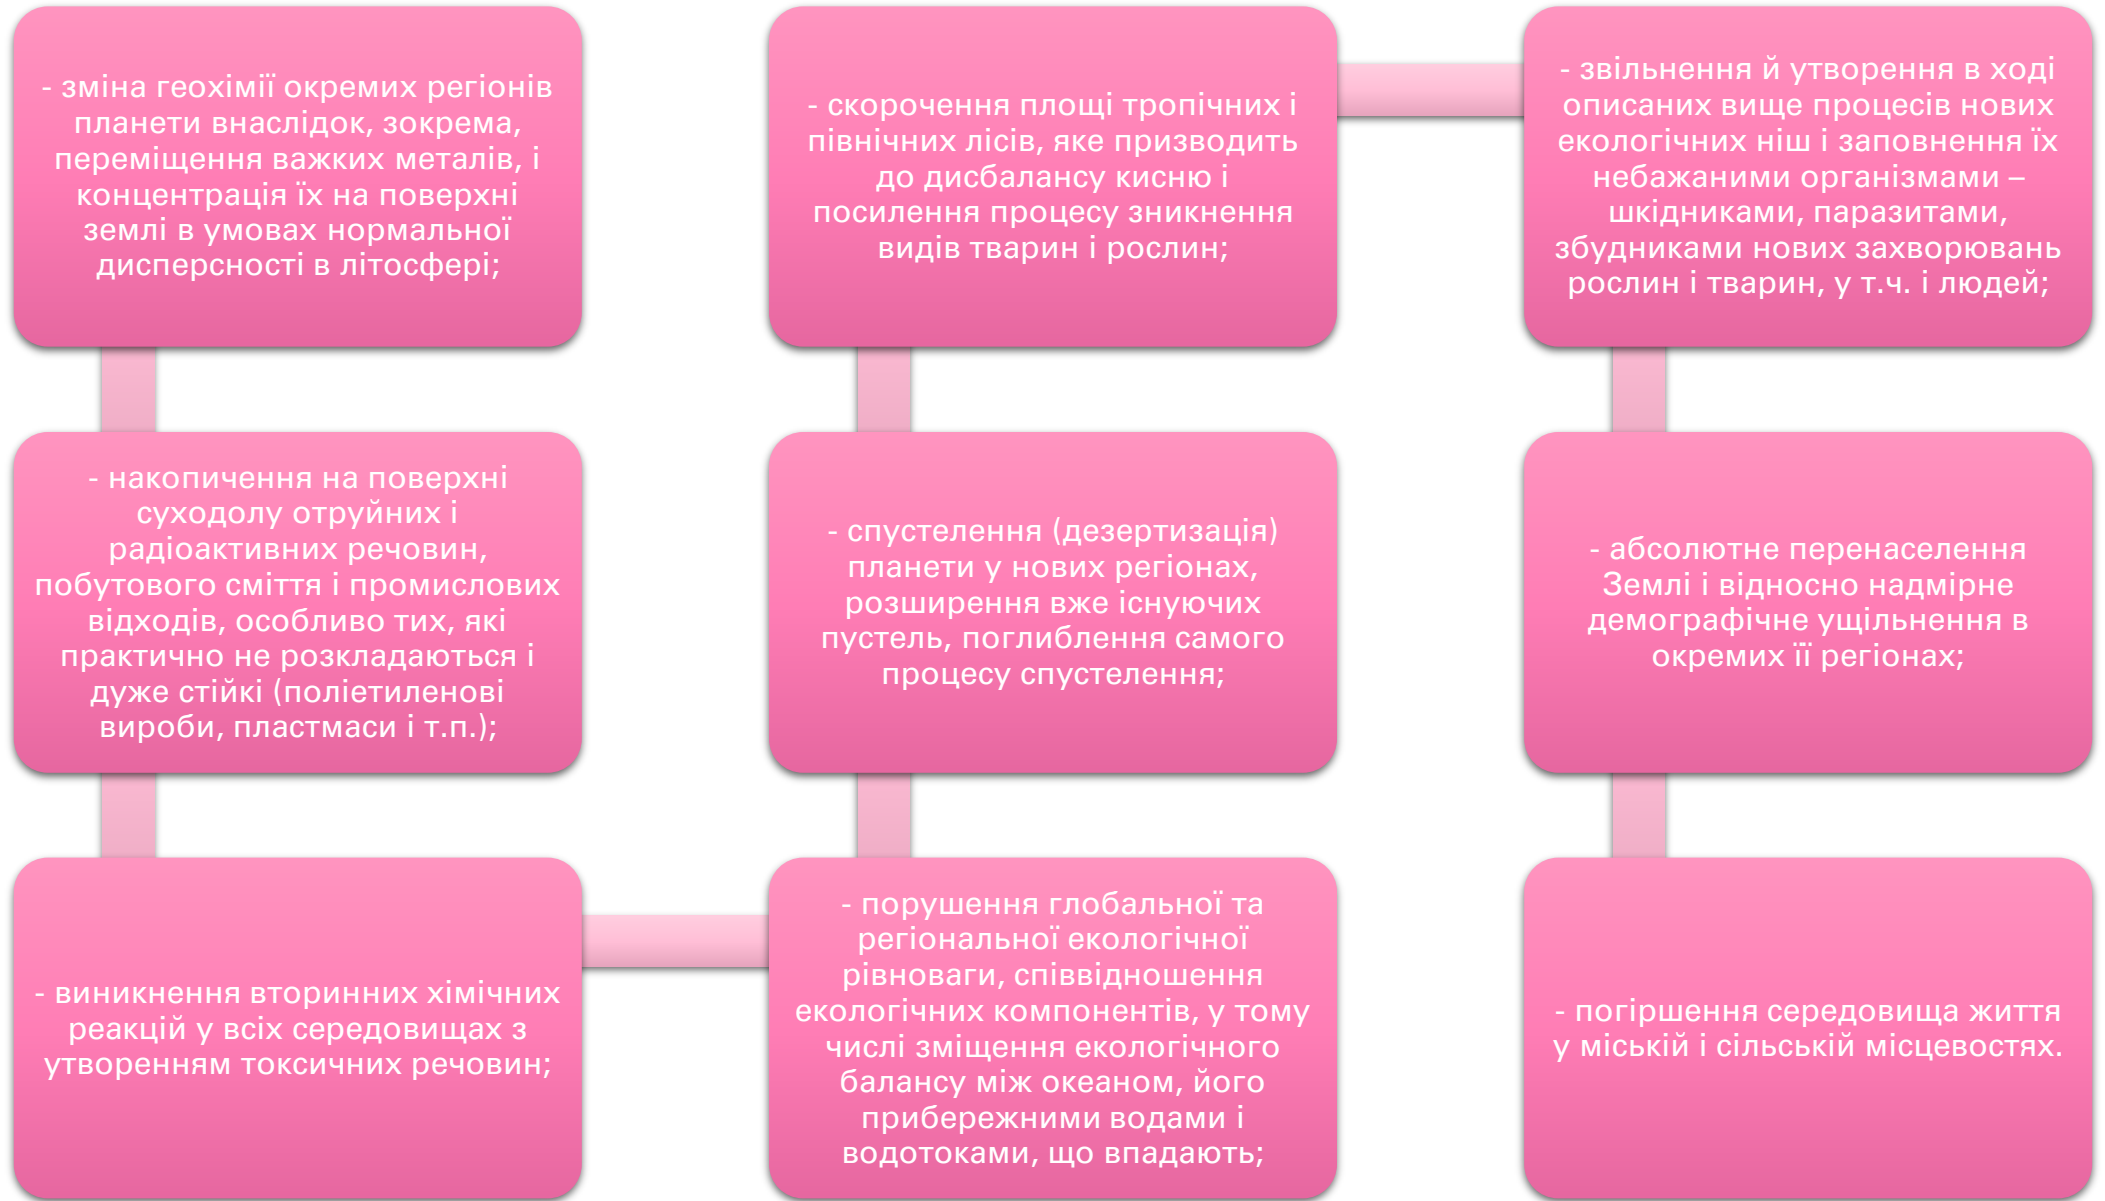 - зміна геохімії окремих регіонів
планети внаслідок, зокрема,
переміщення важких металів, і
концентрація їх на поверхні
землі в умовах нормальної
дисперсності в літосфері;
- накопичення на поверхні
суходолу отруйних і
радіоактивних речовин,
побутового сміття і промислових
відходів, особливо тих, які
практично не розкладаються і
дуже стійкі (поліетиленові
вироби, пластмаси і т.п.);
- виникнення вторинних хімічних
реакцій у всіх середовищах з
утворенням токсичних речовин;
- порушення глобальної та
регіональної екологічної
рівноваги, співвідношення
екологічних компонентів, у тому
числі зміщення екологічного
балансу між океаном, його
прибережними водами і
водотоками, що впадають;
- спустелення (дезертизація)
планети у нових регіонах,
розширення вже існуючих
пустель, поглиблення самого
процесу спустелення;
- скорочення площі тропічних і
північних лісів, яке призводить
до дисбалансу кисню і
посилення процесу зникнення
видів тварин і рослин;
- звільнення й утворення в ході
описаних вище процесів нових
екологічних ніш і заповнення їх
небажаними організмами –
шкідниками, паразитами,
збудниками нових захворювань
рослин і тварин, у т.ч. і людей;
- абсолютне перенаселення
Землі і відносно надмірне
демографічне ущільнення в
окремих її регіонах;
- погіршення середовища життя
у міській і сільській місцевостях.